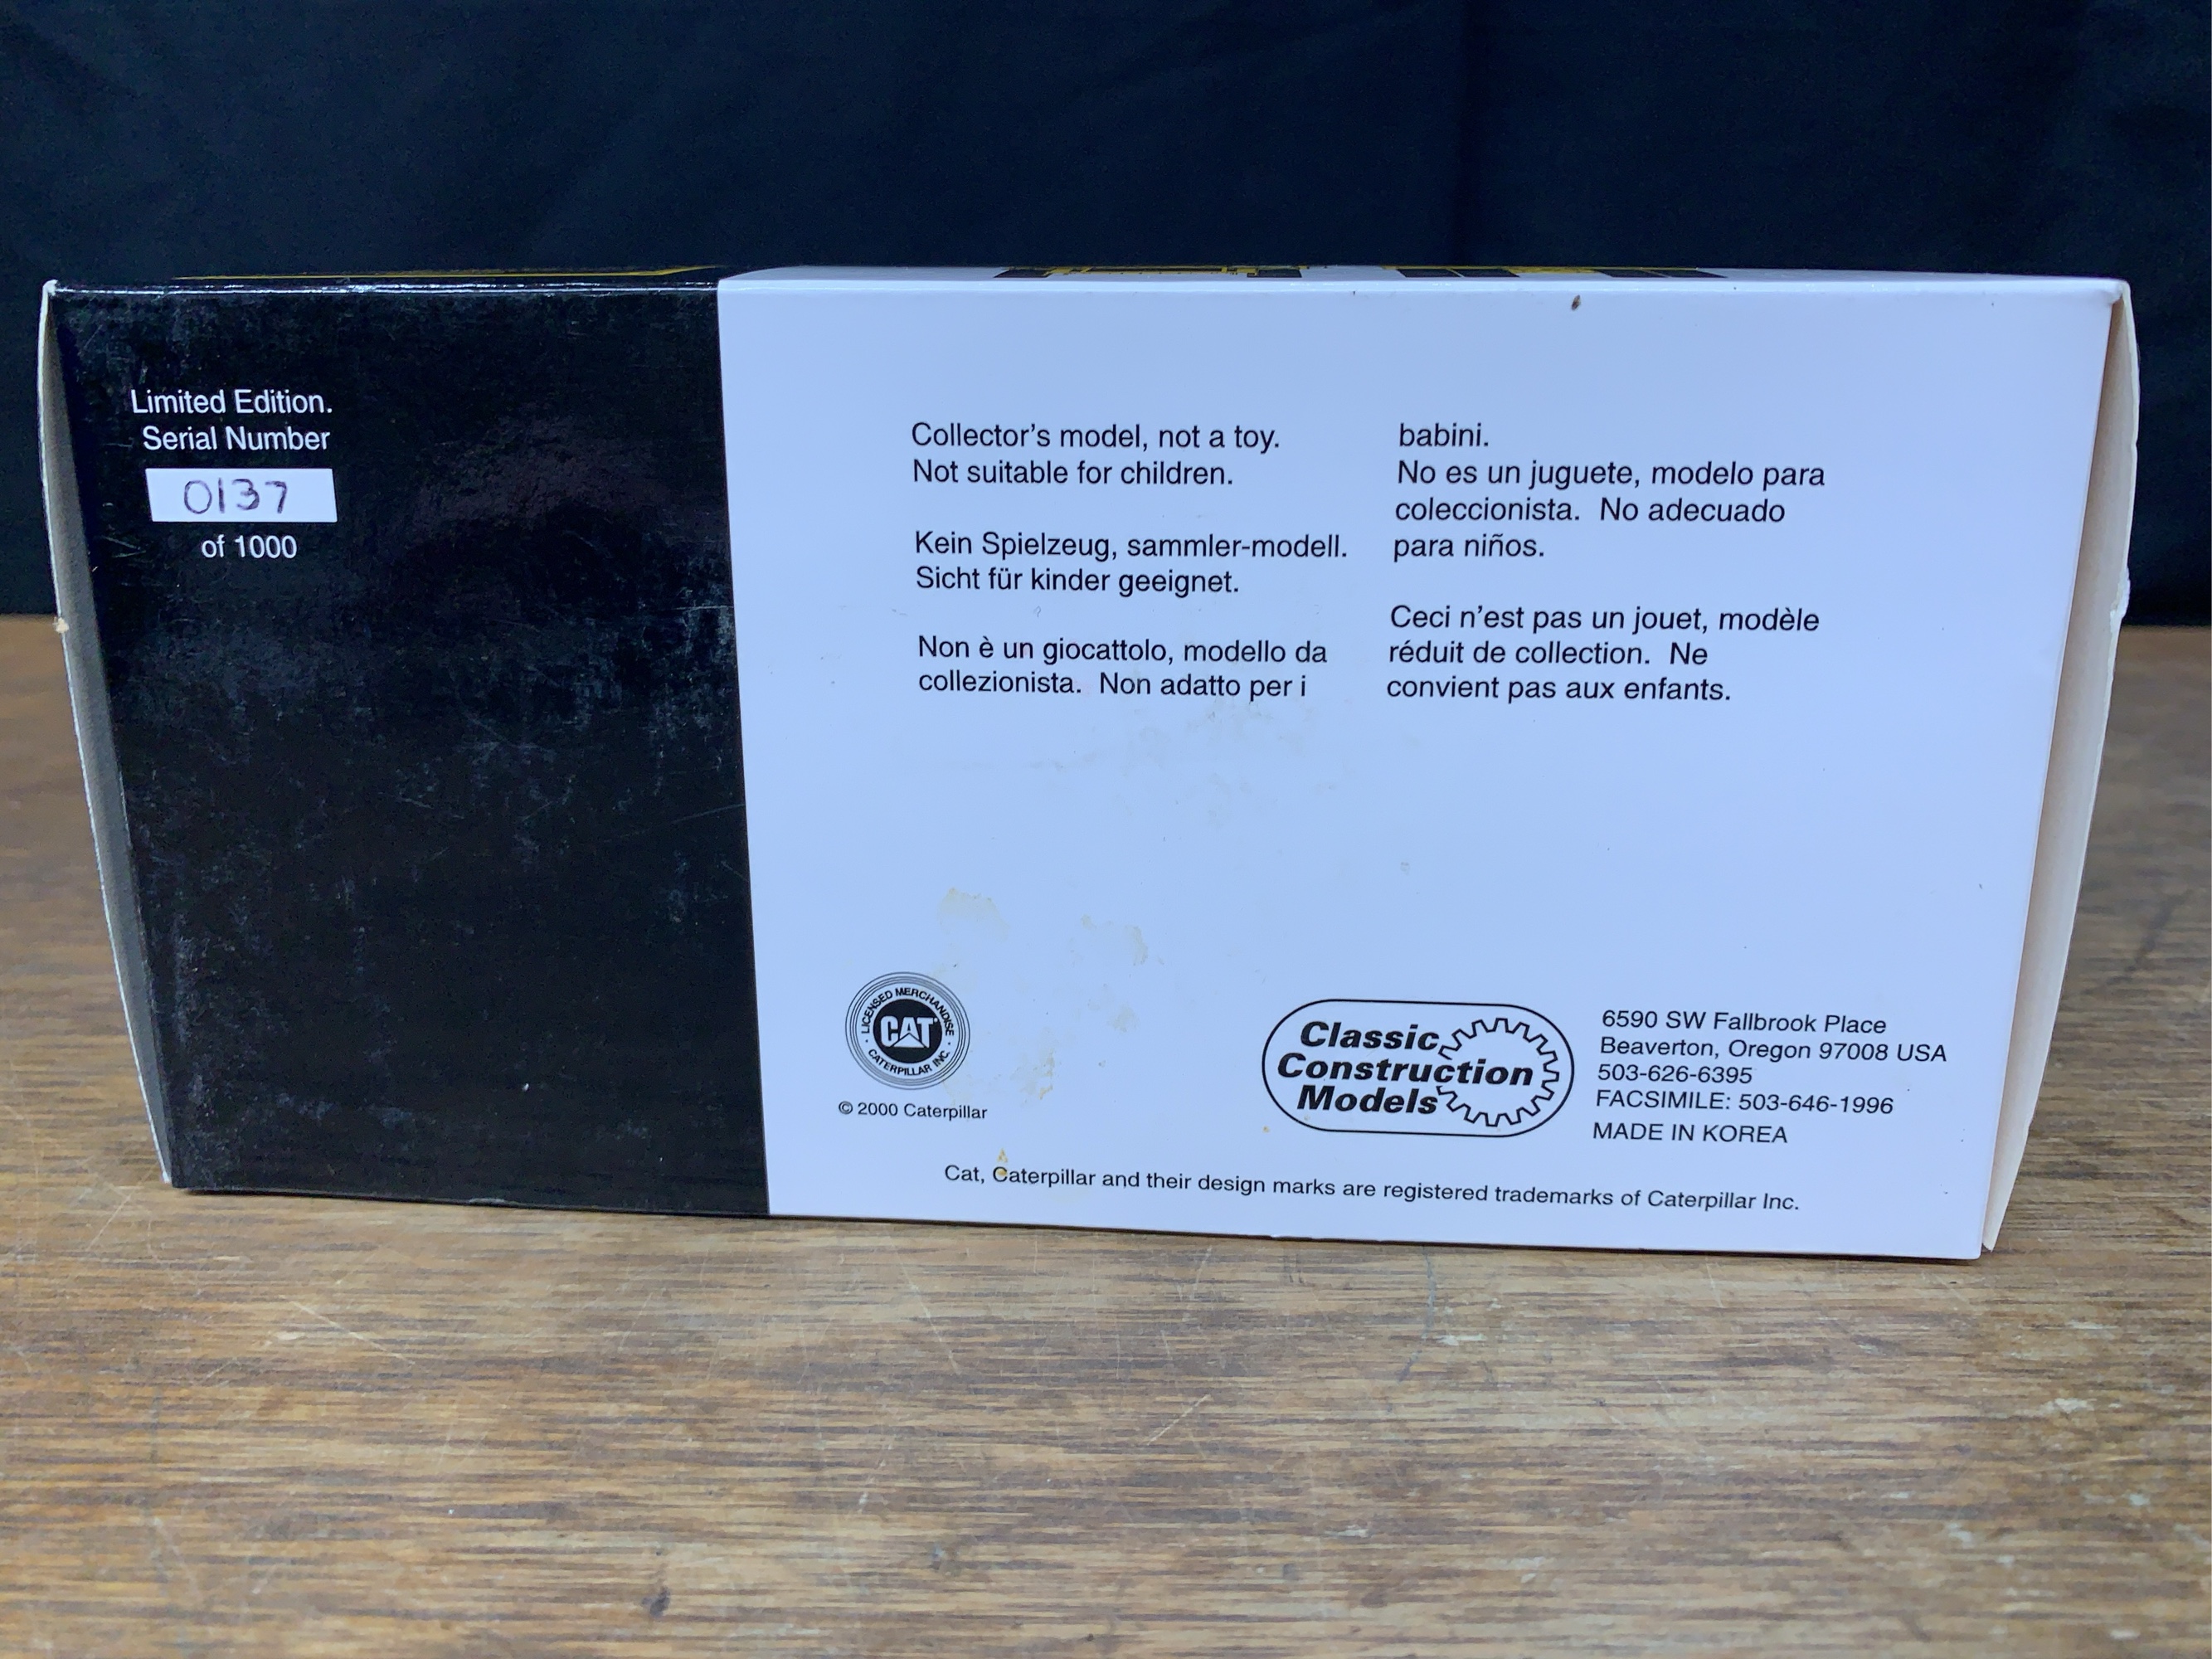 Limited Edition.
Serial Number
0137
of 1000
Collector's model, not a toy.
Not suitable for children.
Kein Spielzeug, sammler-modell.
Sicht für kinder geeignet.
Non è un giocattolo, modello da
collezionista.  Non adatto per i
babini.
No es un juguete, modelo para
coleccionista.  No adecuado
para niños.
Ceci n'est pas un jouet, modèle
réduit de collection.  Ne
convient pas aux enfants.
LICENSED MERCHANDISE
CAT
CATERPILLAR INC.
© 2000 Caterpillar
Classic
Construction
Models
6590 SW Fallbrook Place
Beaverton, Oregon 97008 USA
503-626-6395
FACSIMILE: 503-646-1996
MADE IN KOREA
Cat, Caterpillar and their design marks are registered trademarks of Caterpillar Inc.